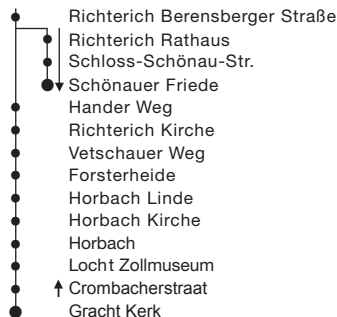 Richterich Berensberger Straße
Richterich Rathaus
Schloss-Schönau-Str.
Schönauer Friede
Hander Weg
Richterich Kirche
Vetschauer Weg
Forsterheide
Horbach Linde
Horbach Kirche
Horbach
Locht Zollmuseum
Crombacherstraat
Gracht Kerk